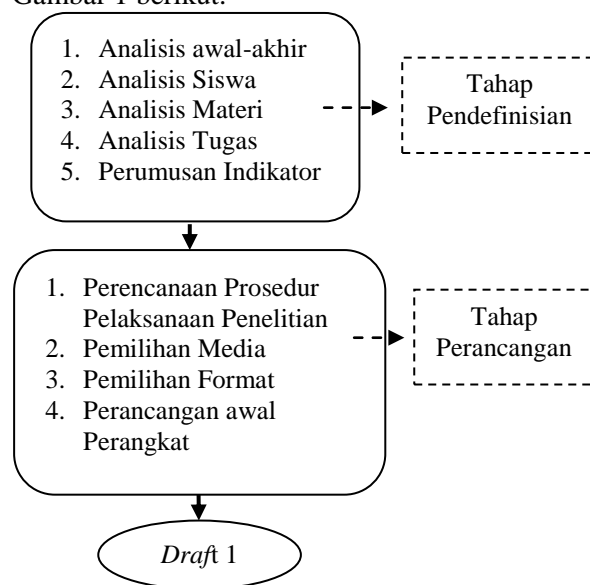 Gambar 1 berikut.
1. Analisis awal-akhir
2. Analisis Siswa
3. Analisis Materi
4. Analisis Tugas
5. Perumusan Indikator
Tahap
Pendefinisian
1. Perencanaan Prosedur
Pelaksanaan Penelitian
2. Pemilihan Media
3. Pemilihan Format
4. Perancangan awal
Perangkat
Tahap
Perancangan
Draft 1